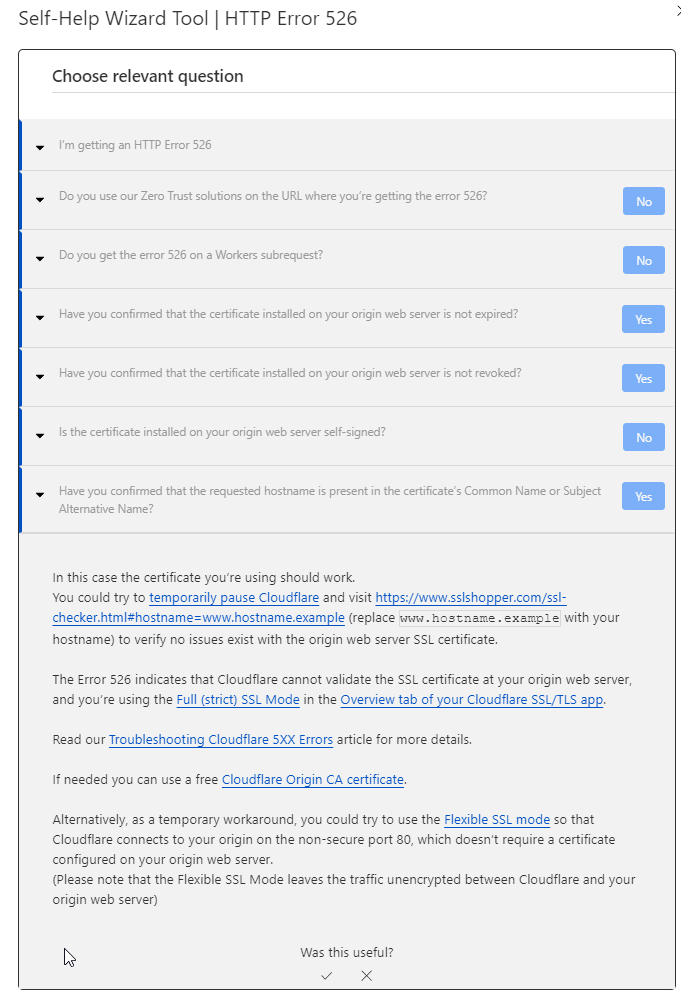 Self-Help Wizard Tool | HTTP Error 526
Choose relevant question
I'm getting an HTTP Error 526
Do you use our Zero Trust solutions on the URL where you're getting the error 526?
No
Do you get the error 526 on a Workers subrequest?
No
Have you confirmed that the certificate installed on your origin web server is not expired?
Yes
Have you confirmed that the certificate installed on your origin web server is not revoked?
Yes
Is the certificate installed on your origin web server self-signed?
No
Have you confirmed that the requested hostname is present in the certificate's Common Name or Subject
Alternative Name?
Yes
In this case the certificate you're using should work.
You could try to temporarily pause Cloudflare and visit https://www.sslshopper.com/ssl-
checker.html#hostname=www.hostname.example (replace www.hostname.example with your
hostname) to verify no issues exist with the origin web server SSL certificate.
The Error 526 indicates that Cloudflare cannot validate the SSL certificate at your origin web server,
and you're using the Full (strict) SSL Mode in the Overview tab of your Cloudflare SSL/TLS app.
Read our Troubleshooting Cloudflare 5XX Errors article for more details.
If needed you can use a free Cloudflare Origin CA certificate.
Alternatively, as a temporary workaround, you could try to use the Flexible SSL mode so that
Cloudflare connects to your origin on the non-secure port 80, which doesn't require a certificate
configured on your origin web server.
(Please note that the Flexible SSL Mode leaves the traffic unencrypted between Cloudflare and your
origin web server)
Was this useful?